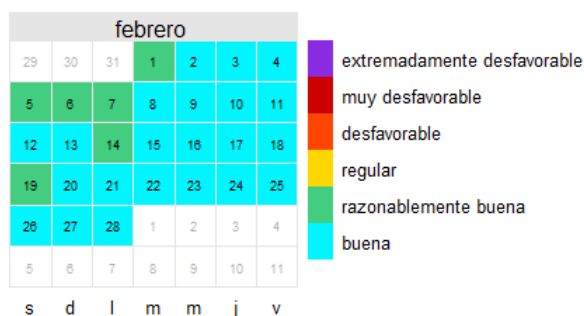 febrero
29 30 31 1 2 3 4
5 6 7 8 9 10 11
12 13 14 15 16 17 18
19 20 21 22 23 24 25
26 27 28 1 2 3 4
5 6 7 8 9 10 11
s d l m m j v
extremadamente desfavorable
muy desfavorable
desfavorable
regular
razonablemente buena
buena